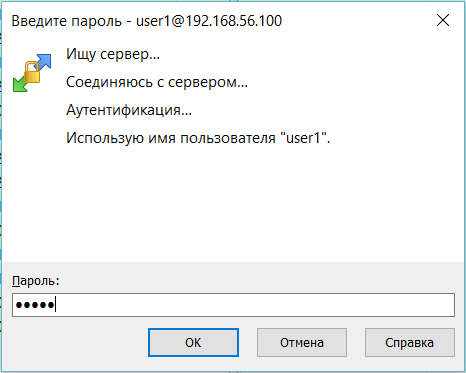 Введите пароль - user1@192.168.56.100
Ищу сервер...
Соединяюсь с сервером...
Аутентификация...
Использую имя пользователя "user1".
Пароль:
●●●●●
OK
Отмена
Справка